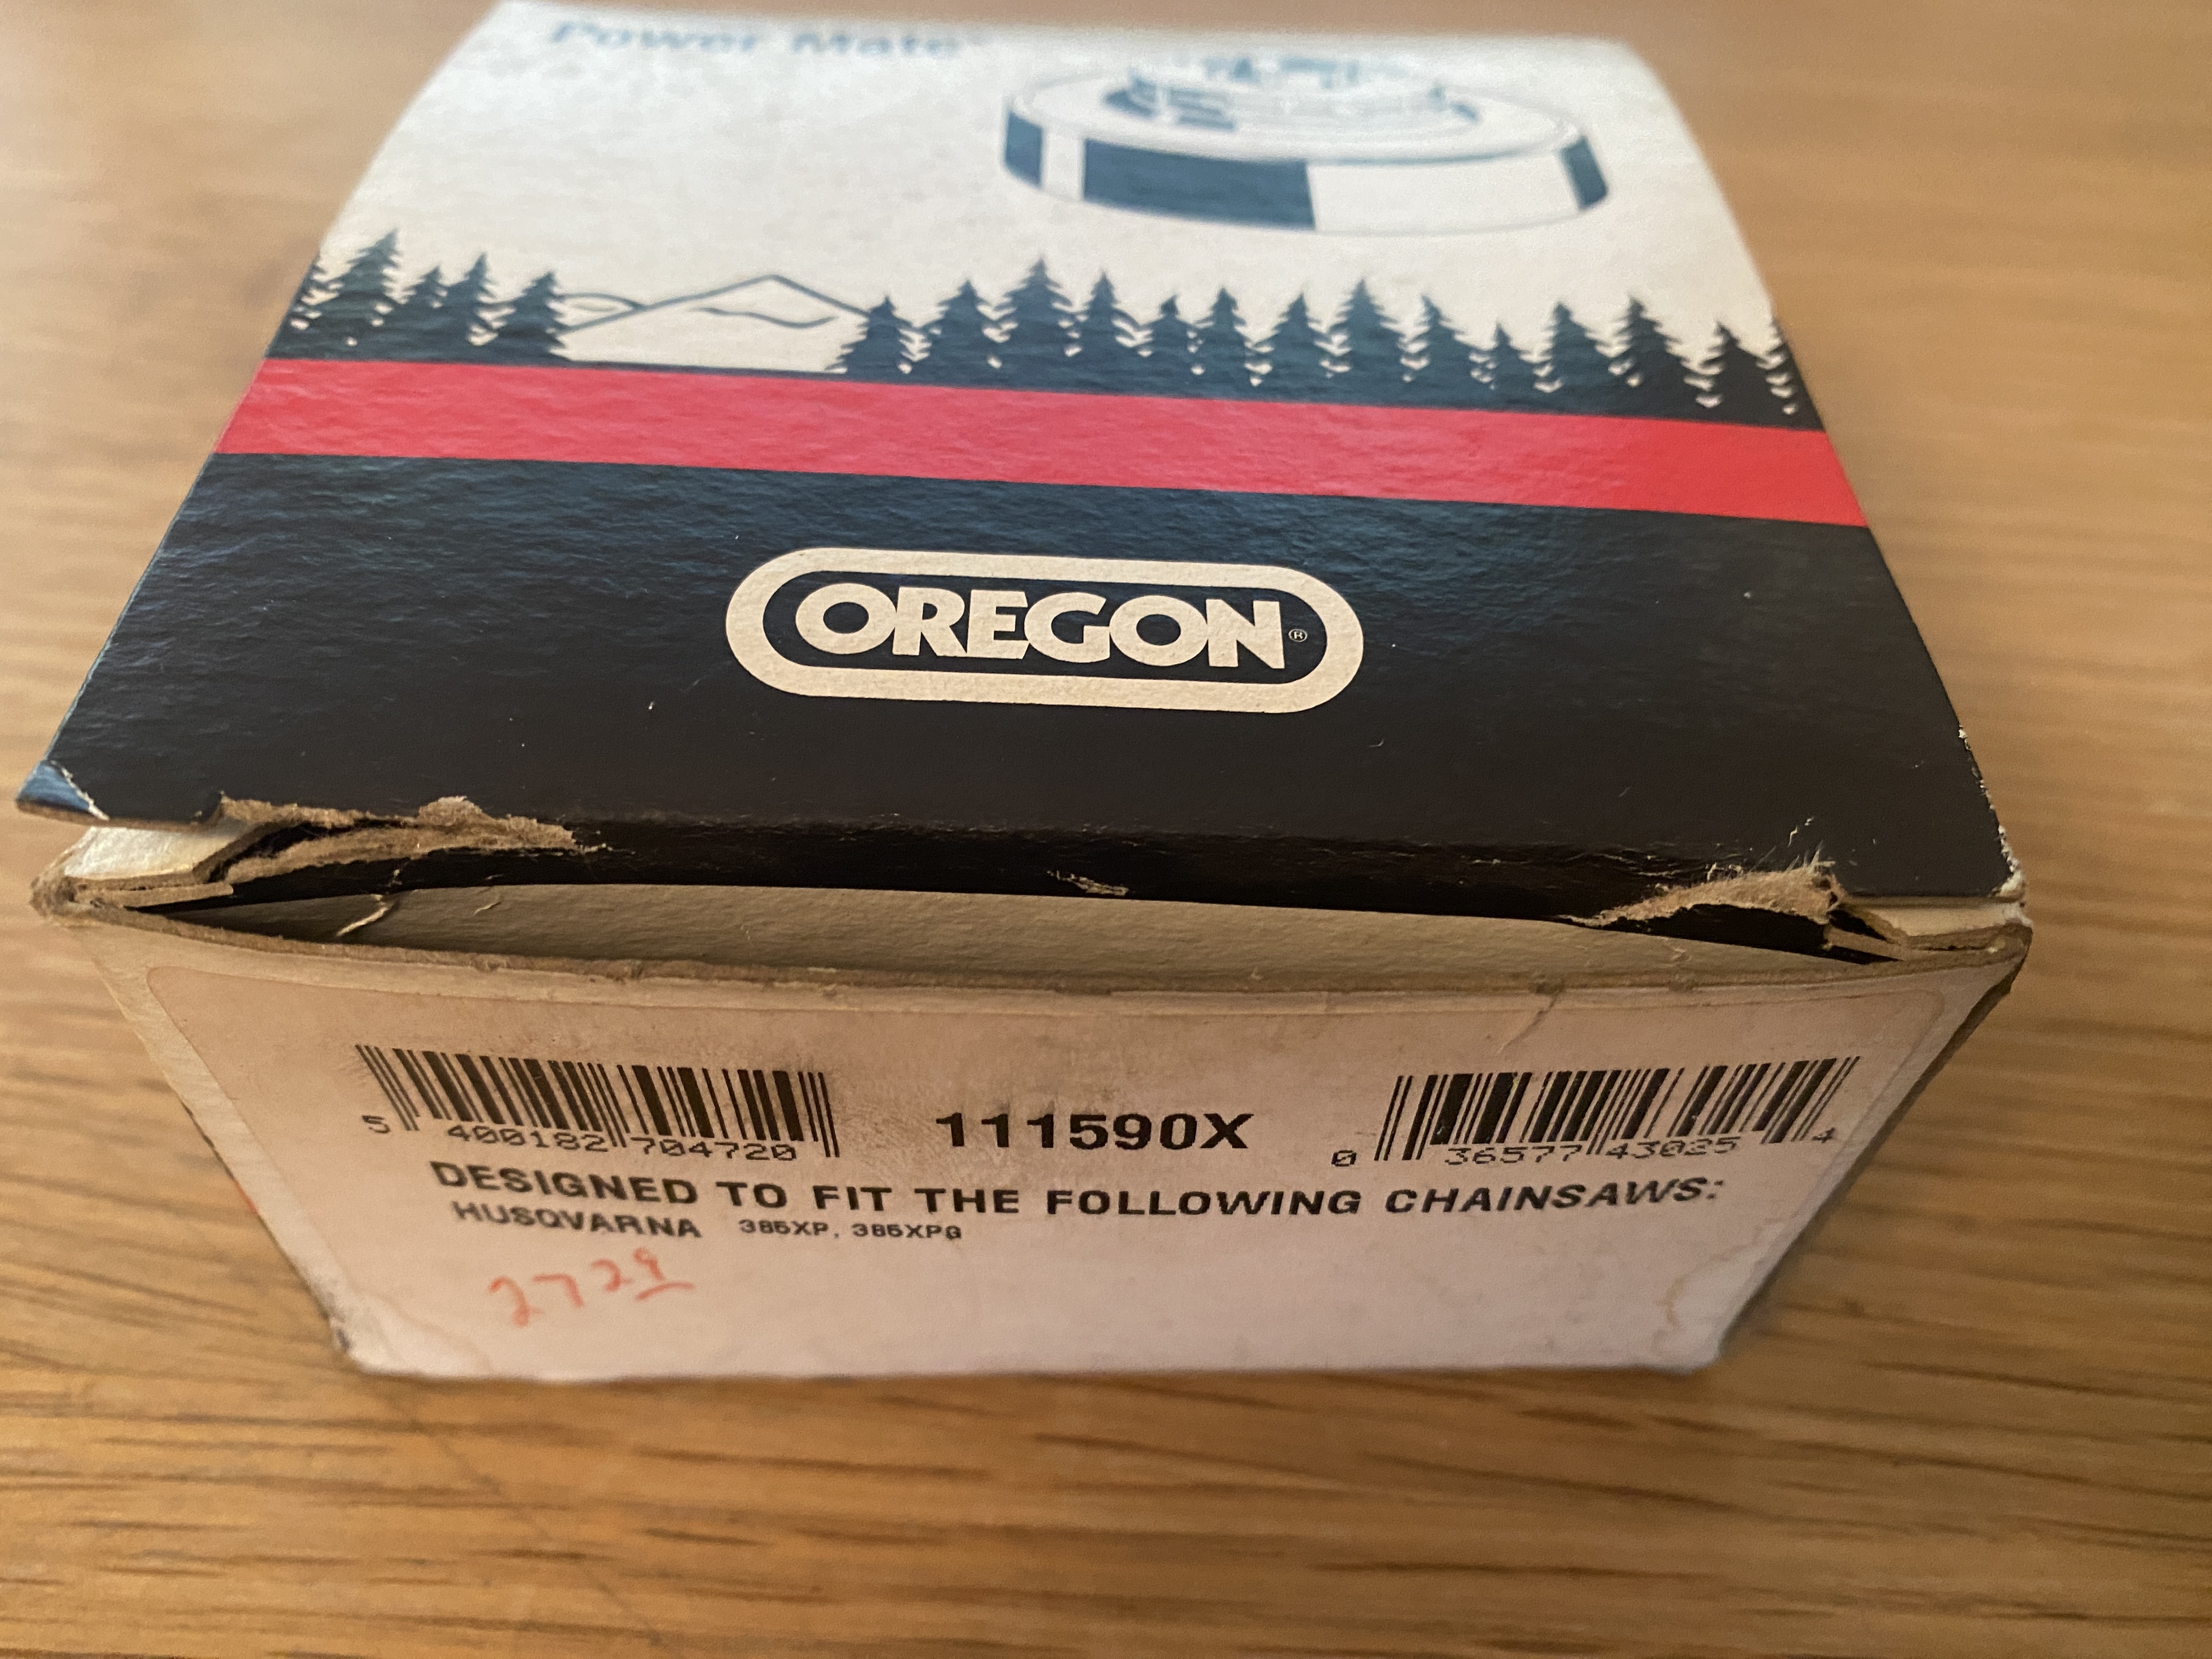 Power Mate
OREGON®
5 400182 704720
111590X
0 36577 43025 4
DESIGNED TO FIT THE FOLLOWING CHAINSAWS:
HUSQVARNA 385XP, 385XPG
2729